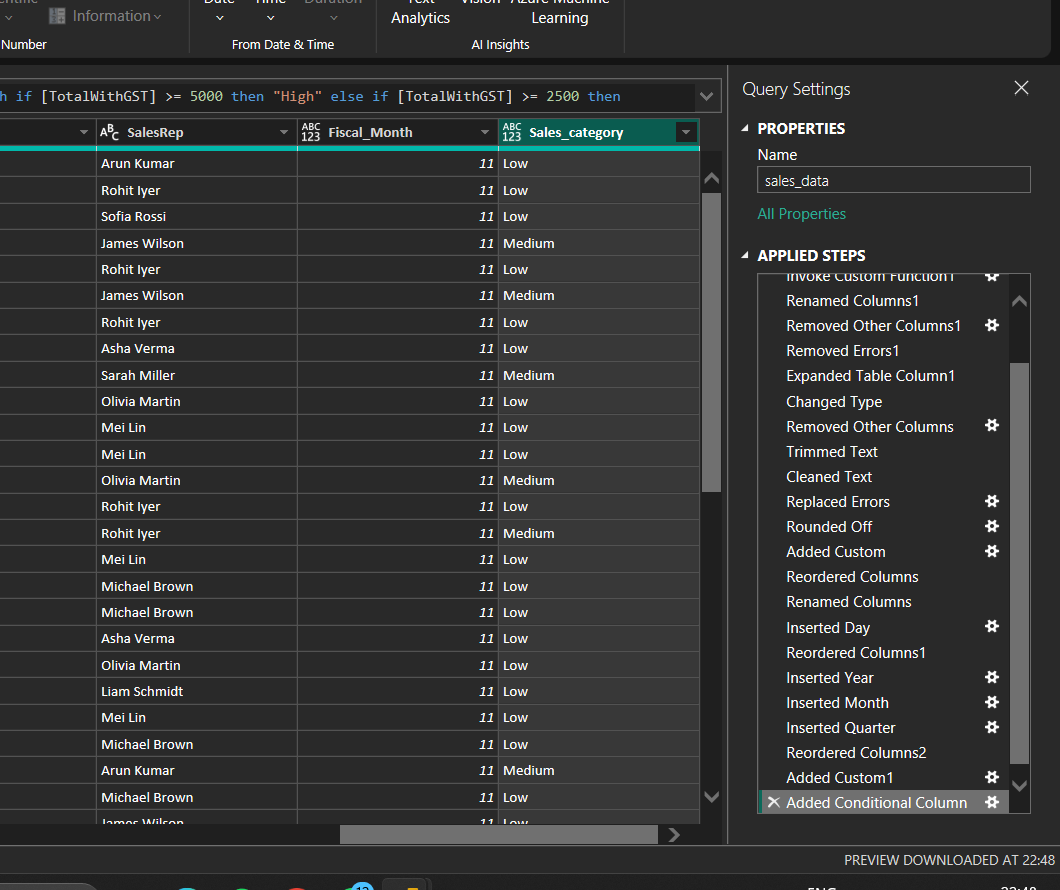 Information
Number
From Date & Time
Analytics
Learning
AI Insights
if [TotalWithGST] >= 5000 then "High" else if [TotalWithGST] >= 2500 then
ABC SalesRep
ABC 123 Fiscal_Month
ABC 123 Sales_category
Arun Kumar 11 Low
Rohit Iyer 11 Low
Sofia Rossi 11 Low
James Wilson 11 Medium
Rohit Iyer 11 Low
James Wilson 11 Medium
Rohit Iyer 11 Low
Asha Verma 11 Low
Sarah Miller 11 Medium
Olivia Martin 11 Low
Mei Lin 11 Low
Mei Lin 11 Low
Olivia Martin 11 Medium
Rohit Iyer 11 Low
Rohit Iyer 11 Medium
Mei Lin 11 Low
Michael Brown 11 Low
Michael Brown 11 Low
Asha Verma 11 Low
Olivia Martin 11 Low
Liam Schmidt 11 Low
Mei Lin 11 Low
Michael Brown 11 Low
Arun Kumar 11 Medium
Michael Brown 11 Low
James Wilson 11 Low
Query Settings
PROPERTIES
Name
sales_data
All Properties
APPLIED STEPS
Invoke Custom Function1
Renamed Columns1
Removed Other Columns1
Removed Errors1
Expanded Table Column1
Changed Type
Removed Other Columns
Trimmed Text
Cleaned Text
Replaced Errors
Rounded Off
Added Custom
Reordered Columns
Renamed Columns
Inserted Day
Reordered Columns1
Inserted Year
Inserted Month
Inserted Quarter
Reordered Columns2
Added Custom1
Added Conditional Column
PREVIEW DOWNLOADED AT 22:48